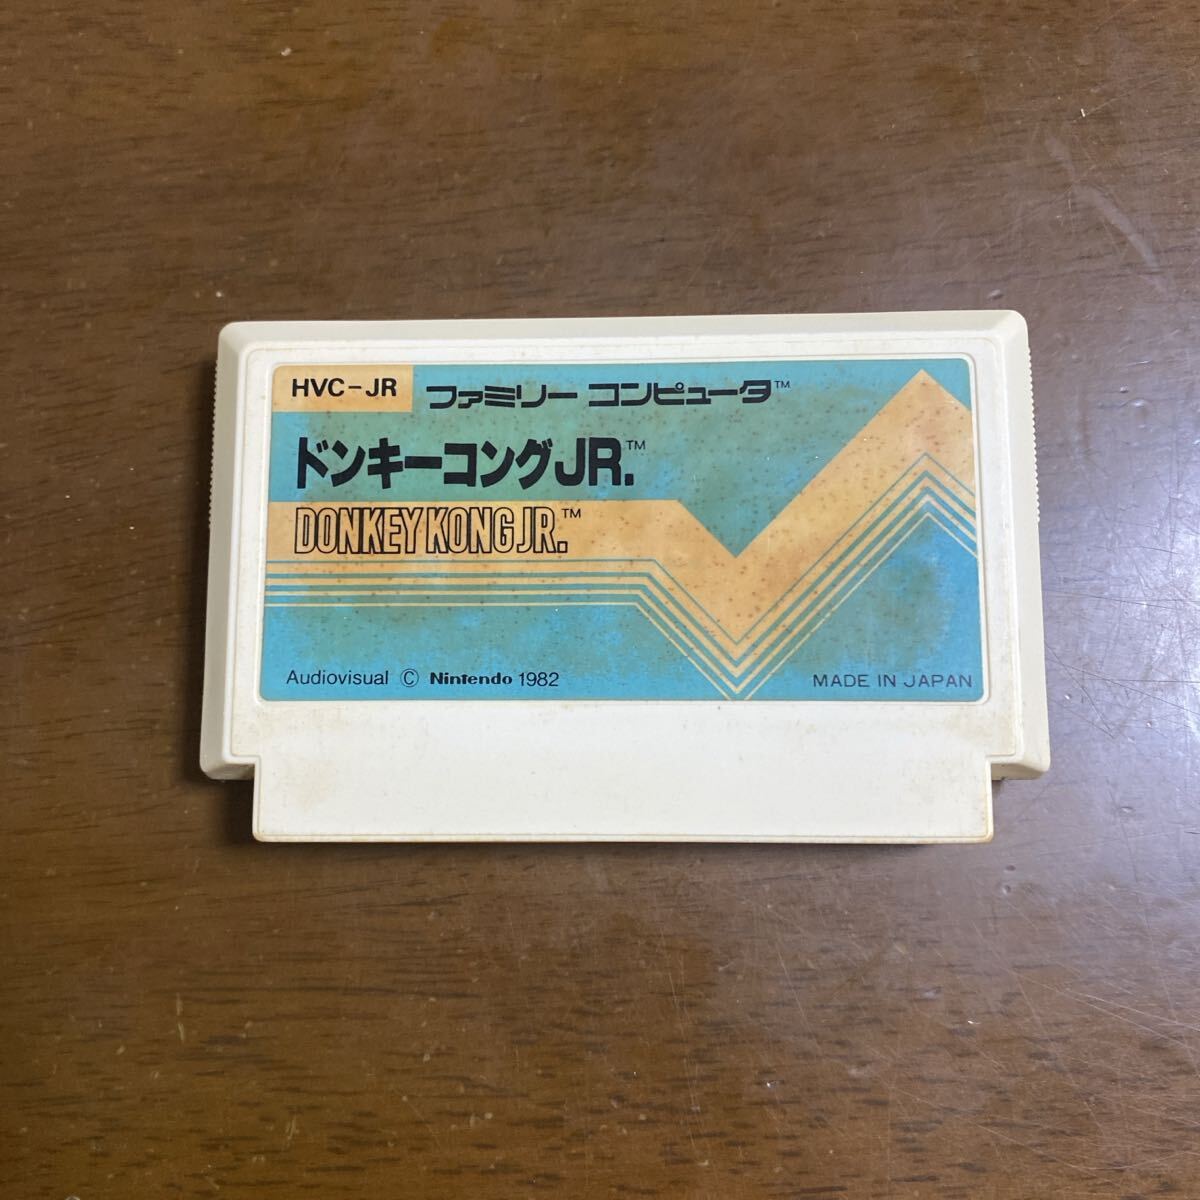 HVC-JR
ファミリー コンピュータ™
ドンキーコングJR.™
DONKEY KONG JR.™
Audiovisual © Nintendo 1982
MADE IN JAPAN